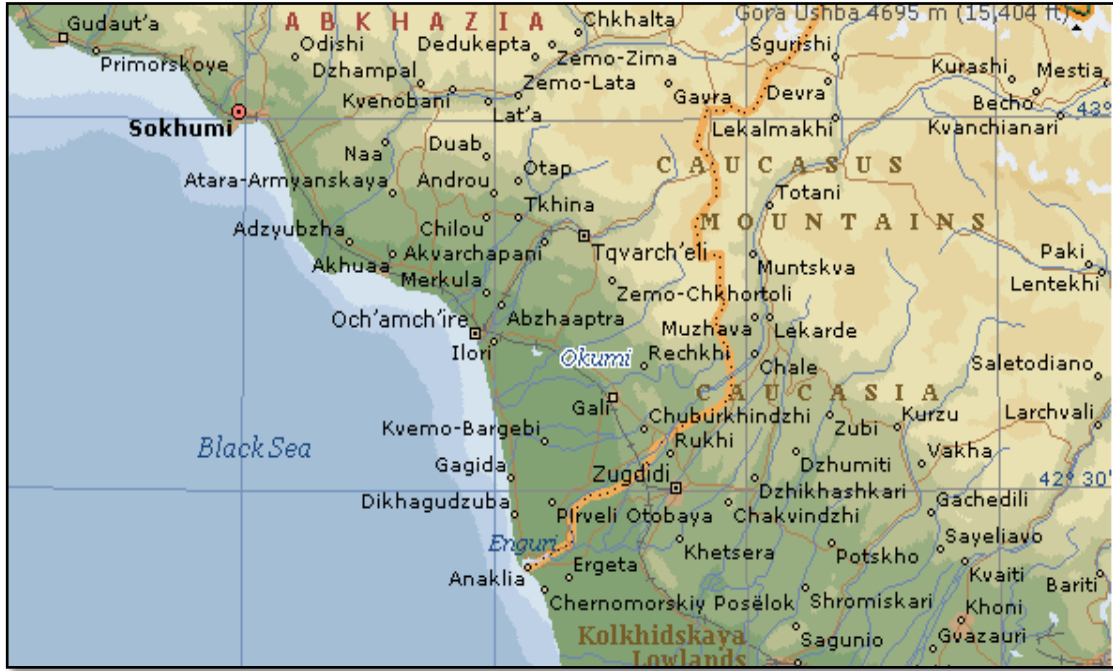 Gora Ushba 4695 m (15,404 ft)
Gudaut'a
A B K H A Z I A
Chkhalta
Odishi
Dedukepta
Sgurishi
Primorskoye
Dzhampal
Zemo-Zima
Kurashi
Mestia
Kvenobani
Zemo-Lata
Gavra
Devra
Becho
43°
Lat'a
Sokhumi
Lekalmakhi
Kvanchianari
Naa
Duab
Otap
C A U C A S U S
Atara-Armyanskaya
Androu
Totani
Tkhina
M O U N T A I N S
Adzyubzha
Chilou
Akhuaa
Akvarchapani
Tqvarch'eli
Paki
Muntskva
Merkula
Zemo-Chkhortoli
Lentekhi
Och'amch'ire
Abzhaaptra
Muzhava
Lekarde
Ilori
Okumi
Rechkhi
Chale
Saletodiano
C A U C A S I A
Gali
Chuburkhindzhi
Zubi
Kurzu
Larchvali
Kvemo-Bargebi
Rukhi
Black Sea
Vakha
Gagida
Zugdidi
Dzhumiti
42° 30'
Dikhagudzuba
Dzhikhashkari
Gachedili
Pirveli Otobaya
Chakvindzhi
Enguri
Khetsera
Potskho
Sayeliavo
Anaklia
Ergeta
Kvaiti
Bariti
Chernomorskiy Posëlok
Shromiskari
Khoni
Kolkhidskaya
Lowlands
Sagunio
Gvazauri